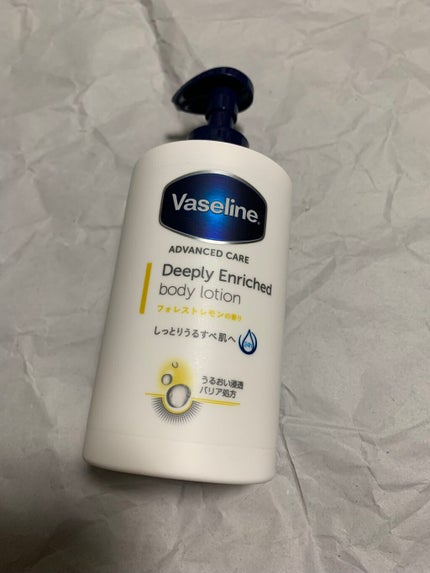 Vaseline
ADVANCED CARE
Deeply Enriched
body lotion
フォレストレモンの香り
しっとりうるすべ肌へ
うるおい浸透
バリア処方